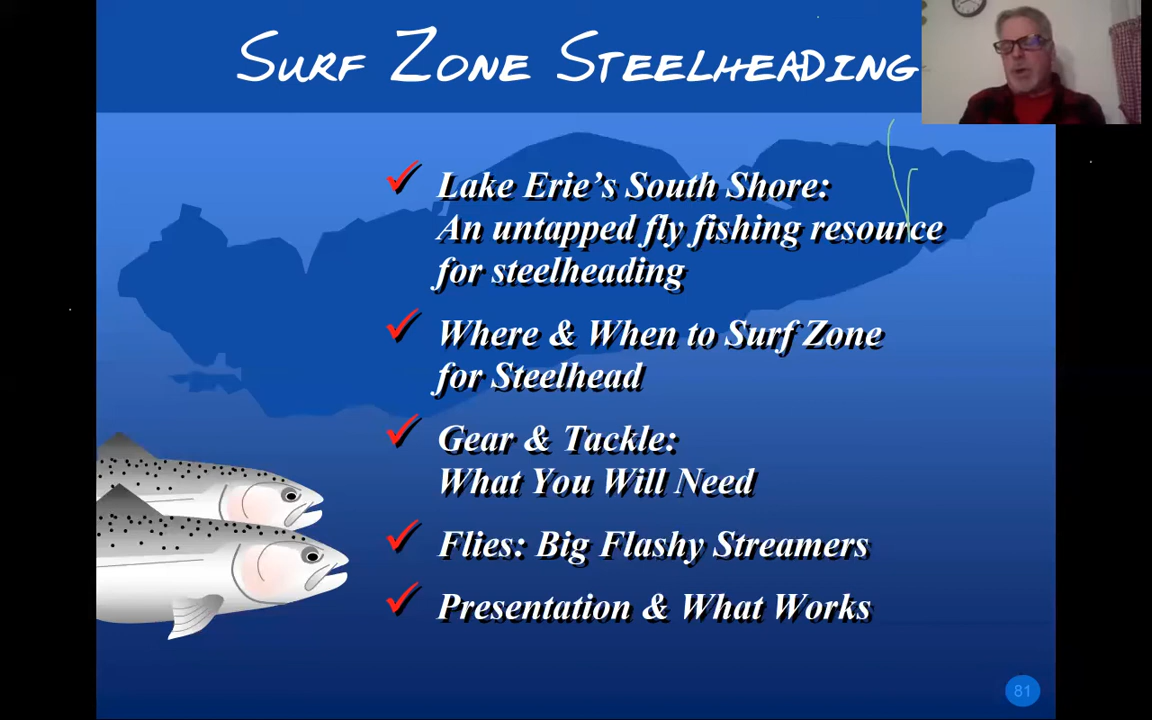 Surf Zone Steelheading
Lake Erie's South Shore:
An untapped fly fishing resource
for steelheading
Where & When to Surf Zone
for Steelhead
Gear & Tackle:
What You Will Need
Flies: Big Flashy Streamers
Presentation & What Works
81